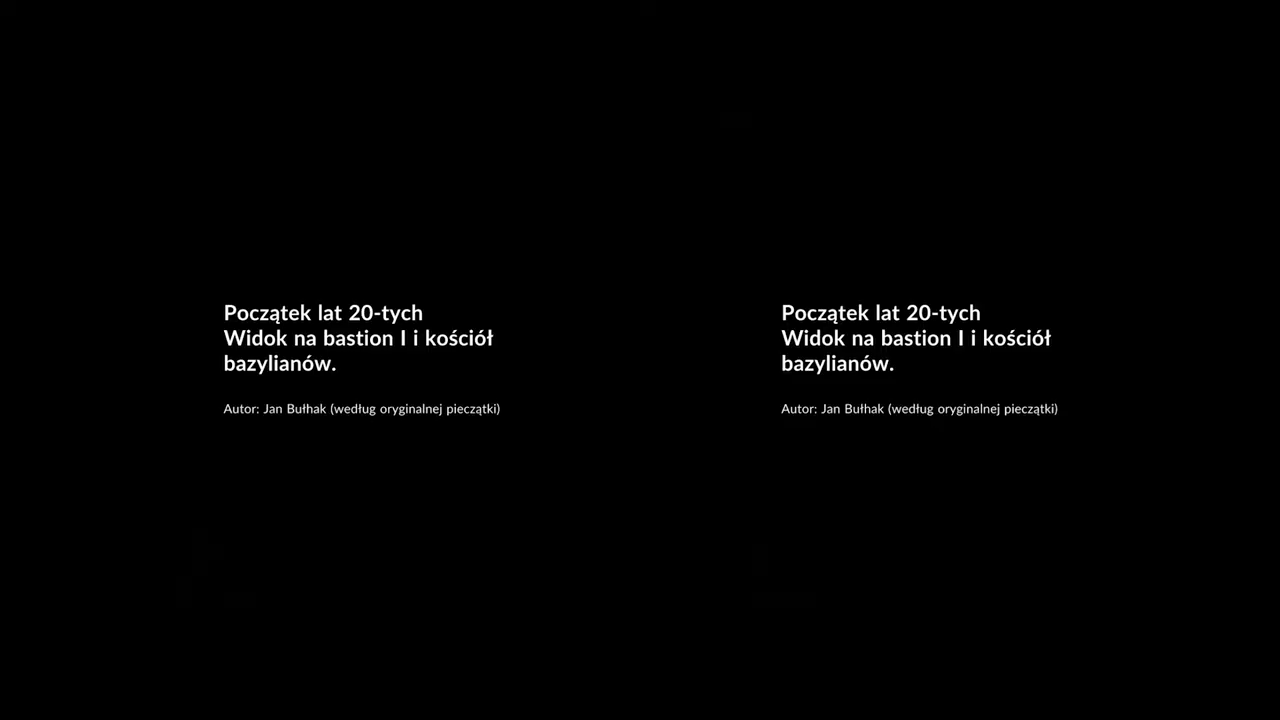 Początek lat 20-tych
Widok na bastion I i kościół
bazylianów.
Autor: Jan Bułhak (według oryginalnej pieczątki)
Początek lat 20-tych
Widok na bastion I i kościół
bazylianów.
Autor: Jan Bułhak (według oryginalnej pieczątki)